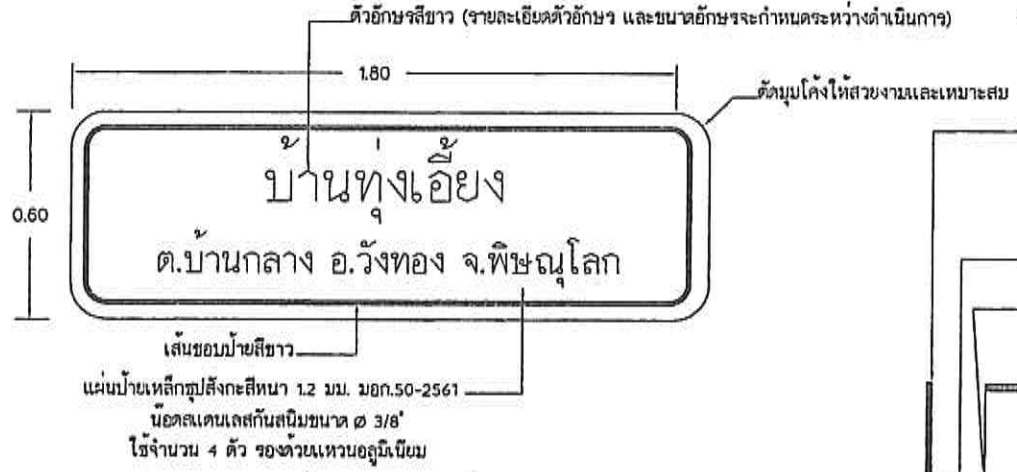 ตัวอักษรสีขาว (รายละเอียดตัวอักษร และขนาดอักษรจะกำหนดระหว่างดำเนินการ)
1.80
ตัดมุมโค้งให้สวยงามและเหมาะสม
0.60
บ้านทุ่งเอี้ยง
ต.บ้านกลาง อ.วังทอง จ.พิษณุโลก
เส้นขอบป้ายสีขาว
แผ่นป้ายเหล็กชุปสังกะสีหนา 1.2 มม. มอก.50-2561
น๊อตสแตนเลสกันสนิมขนาด Ø 3/8"
ใช้จำนวน 4 ตัว รองด้วยแหวนอลูมิเนียม